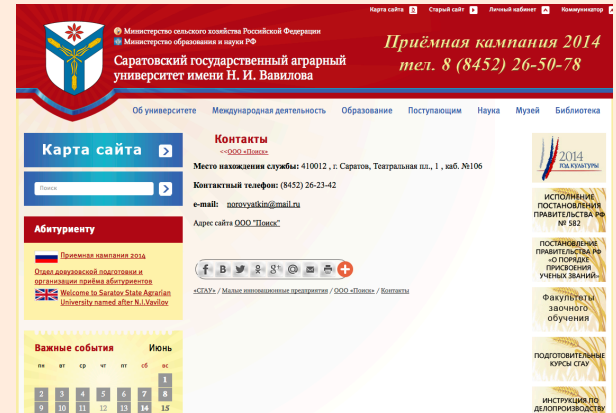 Карта сайта Старый сайт Личный кабинет Коммуникатор
Министерство сельского хозяйства Российской Федерации
Министерство образования и науки РФ
Саратовский государственный аграрный
университет имени Н. И. Вавилова
Приёмная кампания 2014
тел. 8 (8452) 26-50-78
Об университете Международная деятельность Образование Поступающим Наука Музей Библиотека
Карта сайта
Поиск
Абитуриенту
Приемная кампания 2014
Отдел довузовской подготовки и
организации приёма абитуриентов
Welcome to Saratov State Agrarian
University named after N.I.Vavilov
Важные события Июнь
пн вт ср чт пт сб вс
1
2 3 4 5 6 7 8
9 10 11 12 13 14 15
Контакты
<<ООО «Поиск»
Место нахождения службы: 410012 , г. Саратов, Театральная пл., 1 , каб. №106
Контактный телефон: (8452) 26-23-42
e-mail: norovyatkin@mail.ru
Адрес сайта ООО "Поиск"
«СГАУ» / Малые инновационные предприятия / ООО «Поиск» / Контакты
2014
ГОД КУЛЬТУРЫ
ИСПОЛНЕНИЕ
ПОСТАНОВЛЕНИЯ
ПРАВИТЕЛЬСТВА РФ
№ 582
ПОСТАНОВЛЕНИЕ
ПРАВИТЕЛЬСТВА РФ
«О ПОРЯДКЕ
ПРИСВОЕНИЯ
УЧЕНЫХ ЗВАНИЙ»
Факультеты
заочного
обучения
ПОДГОТОВИТЕЛЬНЫЕ
КУРСЫ СГАУ
ИНСТРУКЦИЯ ПО
ДЕЛОПРОИЗВОДСТВУ